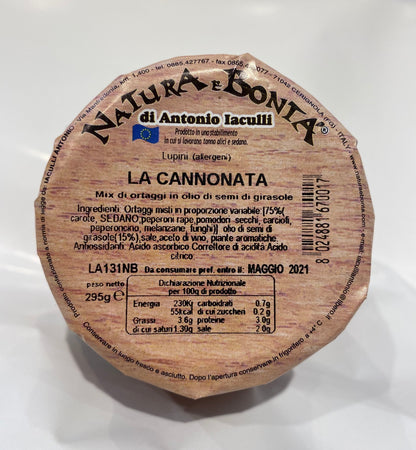 NATURA E BONTA'
di Antonio Iaculli
Prodotto in uno stabilimento
in cui si lavorano tonno alici e sedano.
Lupini (allergeni)
LA CANNONATA
Mix di ortaggi in olio di semi di girasole
Ingredienti: Ortaggi misti in proporzione variabile [75%(
carote, SEDANO,peperoni rape,pomodori secchi, carciofi,
peperoncino, melanzane, funghi)] olio di semi di
girasole(15%),sale,aceto di vino, piante aromatiche.
Antiossidanti: Acido ascorbico Correttore di acidità:Acido
citrico.
LA131NB Da consumare pref. entro il: MAGGIO 2021
peso netto
295g e
Dichiarazione Nutrizionale
per 100g di prodotto
Energia 230Kj carboidrati 0.7g
55kcal di cui zuccheri 0.2g
Grassi 3.6g proteine 3.0g
di cui saturi 1.39g sale 2.0g
8 024881 670017
Conservare in luogo fresco e asciutto. Dopo l'apertura conservare in frigorifero a +4° C